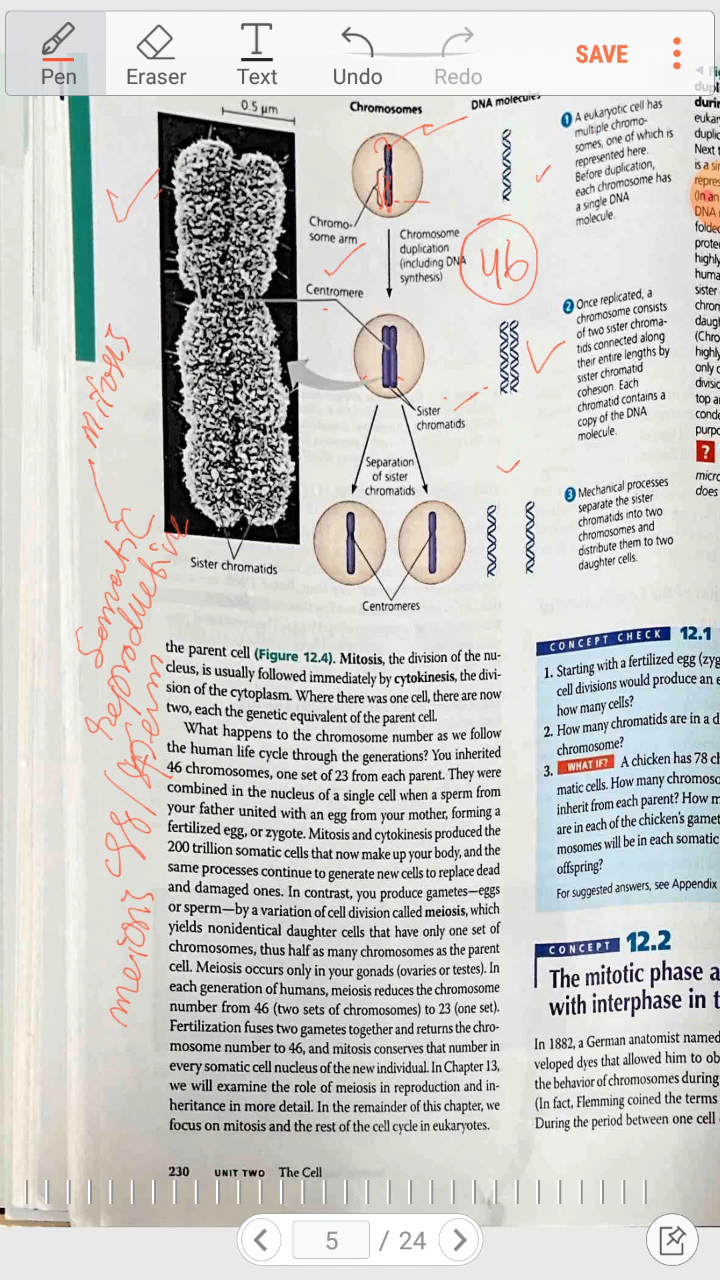 Pen
Eraser
Text
Undo
Redo
SAVE
0.5 µm
Chromosomes
DNA molecules
Chromo-
some arm
Centromere
Chromosome
duplication
(including DNA
synthesis)
46
Sister
chromatids
Separation
of sister
chromatids
Sister chromatids
Centromeres
1 A eukaryotic cell has
multiple chromo-
somes, one of which is
represented here.
Before duplication,
each chromosome has
a single DNA
molecule.
2 Once replicated, a
chromosome consists
of two sister chroma-
tids connected along
their entire lengths by
sister chromatid
cohesion. Each
chromatid contains a
copy of the DNA
molecule.
3 Mechanical processes
separate the sister
chromatids into two
chromosomes and
distribute them to two
daughter cells.
somatic - mitosis
reproductive
egg/sperm
meiosis
the parent cell (Figure 12.4). Mitosis, the division of the nu-
cleus, is usually followed immediately by cytokinesis, the divi-
sion of the cytoplasm. Where there was one cell, there are now
two, each the genetic equivalent of the parent cell.
What happens to the chromosome number as we follow
the human life cycle through the generations? You inherited
46 chromosomes, one set of 23 from each parent. They were
combined in the nucleus of a single cell when a sperm from
your father united with an egg from your mother, forming a
fertilized egg, or zygote. Mitosis and cytokinesis produced the
200 trillion somatic cells that now make up your body, and the
same processes continue to generate new cells to replace dead
and damaged ones. In contrast, you produce gametes—eggs
or sperm—by a variation of cell division called meiosis, which
yields nonidentical daughter cells that have only one set of
chromosomes, thus half as many chromosomes as the parent
cell. Meiosis occurs only in your gonads (ovaries or testes). In
each generation of humans, meiosis reduces the chromosome
number from 46 (two sets of chromosomes) to 23 (one set).
Fertilization fuses two gametes together and returns the chro-
mosome number to 46, and mitosis conserves that number in
every somatic cell nucleus of the new individual. In Chapter 13,
we will examine the role of meiosis in reproduction and in-
heritance in more detail. In the remainder of this chapter, we
focus on mitosis and the rest of the cell cycle in eukaryotes.
230 UNIT TWO The Cell
CONCEPT CHECK 12.1
1. Starting with a fertilized egg (zyg
cell divisions would produce an e
how many cells?
2. How many chromatids are in a d
chromosome?
3. WHAT IF? A chicken has 78 ch
matic cells. How many chromoso
inherit from each parent? How m
are in each of the chicken's gamet
mosomes will be in each somatic
offspring?
For suggested answers, see Appendix
CONCEPT 12.2
The mitotic phase a
with interphase in t
In 1882, a German anatomist named
veloped dyes that allowed him to ob
the behavior of chromosomes during
(In fact, Flemming coined the terms
During the period between one cell
5 / 24